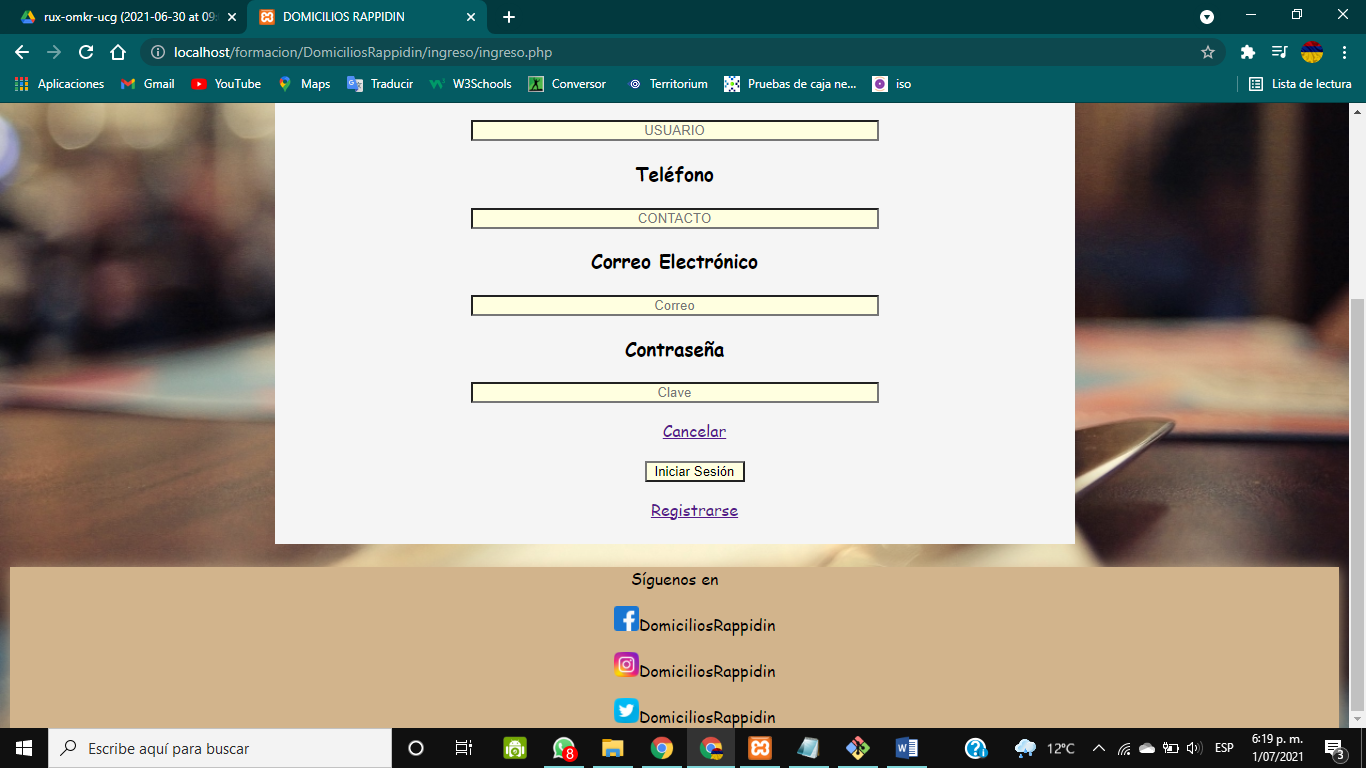 rux-omkr-ucg (2021-06-30 at 09:
DOMICILIOS RAPPIDIN
localhost/formacion/DomiciliosRappidin/ingreso/ingreso.php
Aplicaciones Gmail YouTube Maps Traducir W3Schools Conversor Territorium Pruebas de caja ne... iso Lista de lectura
USUARIO
Teléfono
CONTACTO
Correo Electrónico
Correo
Contraseña
Clave
Cancelar
Iniciar Sesión
Registrarse
Síguenos en
DomiciliosRappidin
DomiciliosRappidin
DomiciliosRappidin
Escribe aquí para buscar
8
12°C
ESP
6:19 p. m.
1/07/2021
3